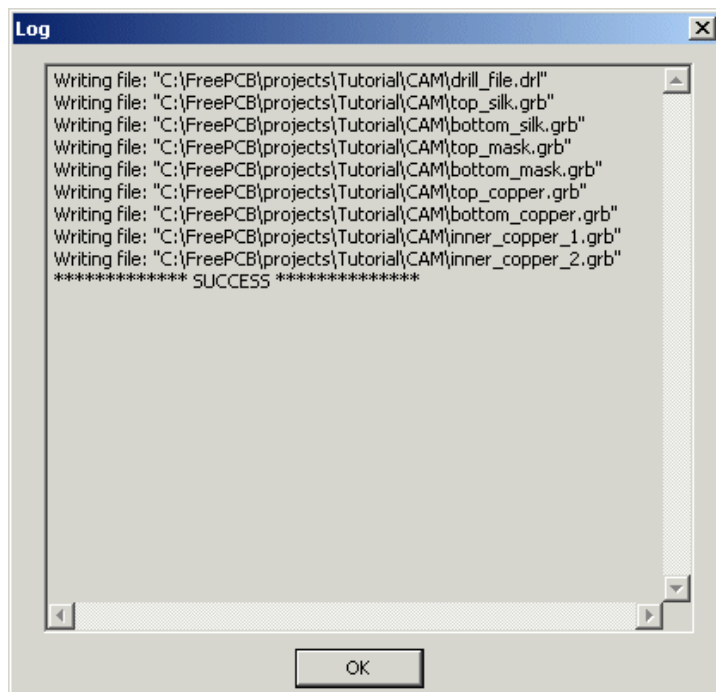 Log
Writing file: "C:\FreePCB\projects\Tutorial\CAM\drill_file.drl"
Writing file: "C:\FreePCB\projects\Tutorial\CAM\top_silk.grb"
Writing file: "C:\FreePCB\projects\Tutorial\CAM\bottom_silk.grb"
Writing file: "C:\FreePCB\projects\Tutorial\CAM\top_mask.grb"
Writing file: "C:\FreePCB\projects\Tutorial\CAM\bottom_mask.grb"
Writing file: "C:\FreePCB\projects\Tutorial\CAM\top_copper.grb"
Writing file: "C:\FreePCB\projects\Tutorial\CAM\bottom_copper.grb"
Writing file: "C:\FreePCB\projects\Tutorial\CAM\inner_copper_1.grb"
Writing file: "C:\FreePCB\projects\Tutorial\CAM\inner_copper_2.grb"
************* SUCCESS **************
OK